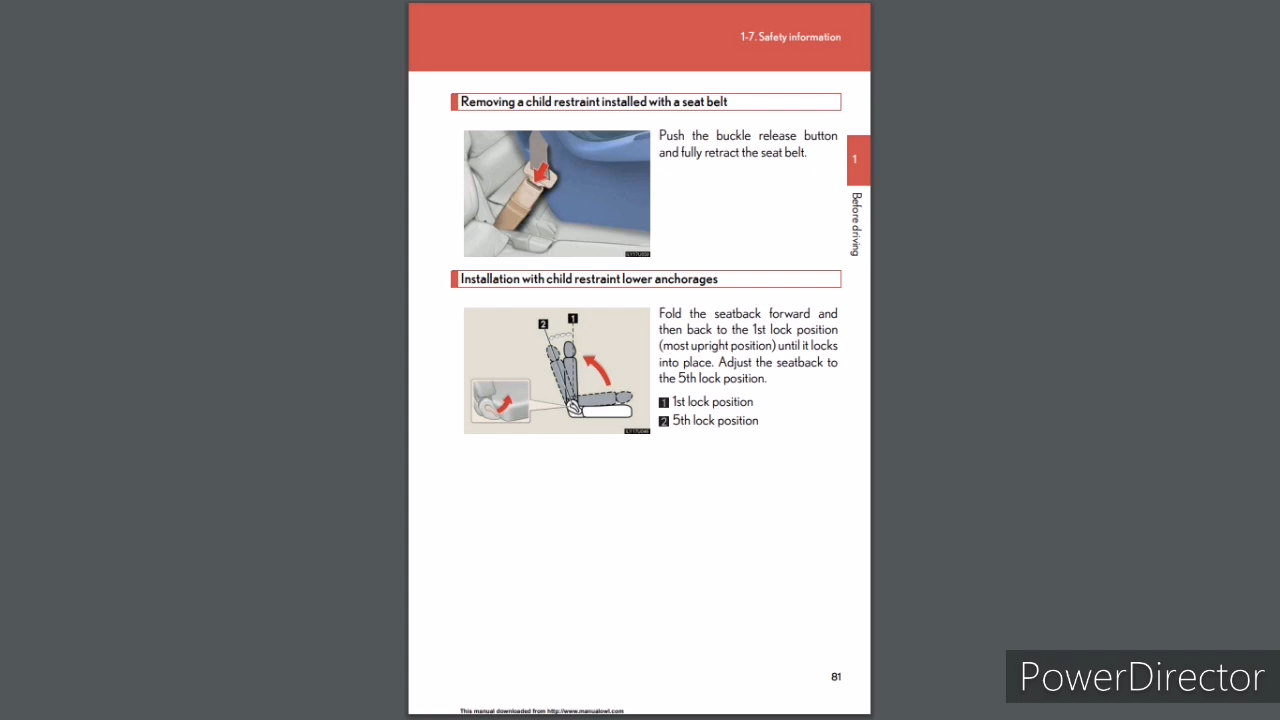 1-7. Safety information
Removing a child restraint installed with a seat belt
Push the buckle release button
and fully retract the seat belt.
1
Before driving
Installation with child restraint lower anchorages
2
1
Fold the seatback forward and
then back to the 1st lock position
(most upright position) until it locks
into place. Adjust the seatback to
the 5th lock position.
1 1st lock position
2 5th lock position
81
This manual downloaded from http://www.manualowl.com
PowerDirector